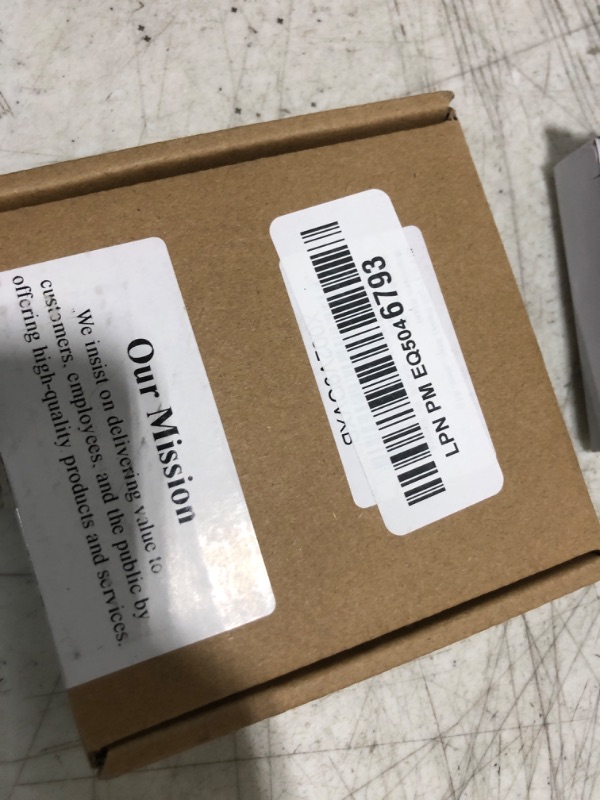 Our Mission
We insist on delivering value to
customers, employees, and the public by
offering high-quality products and services.
LPN PM EQ5046793